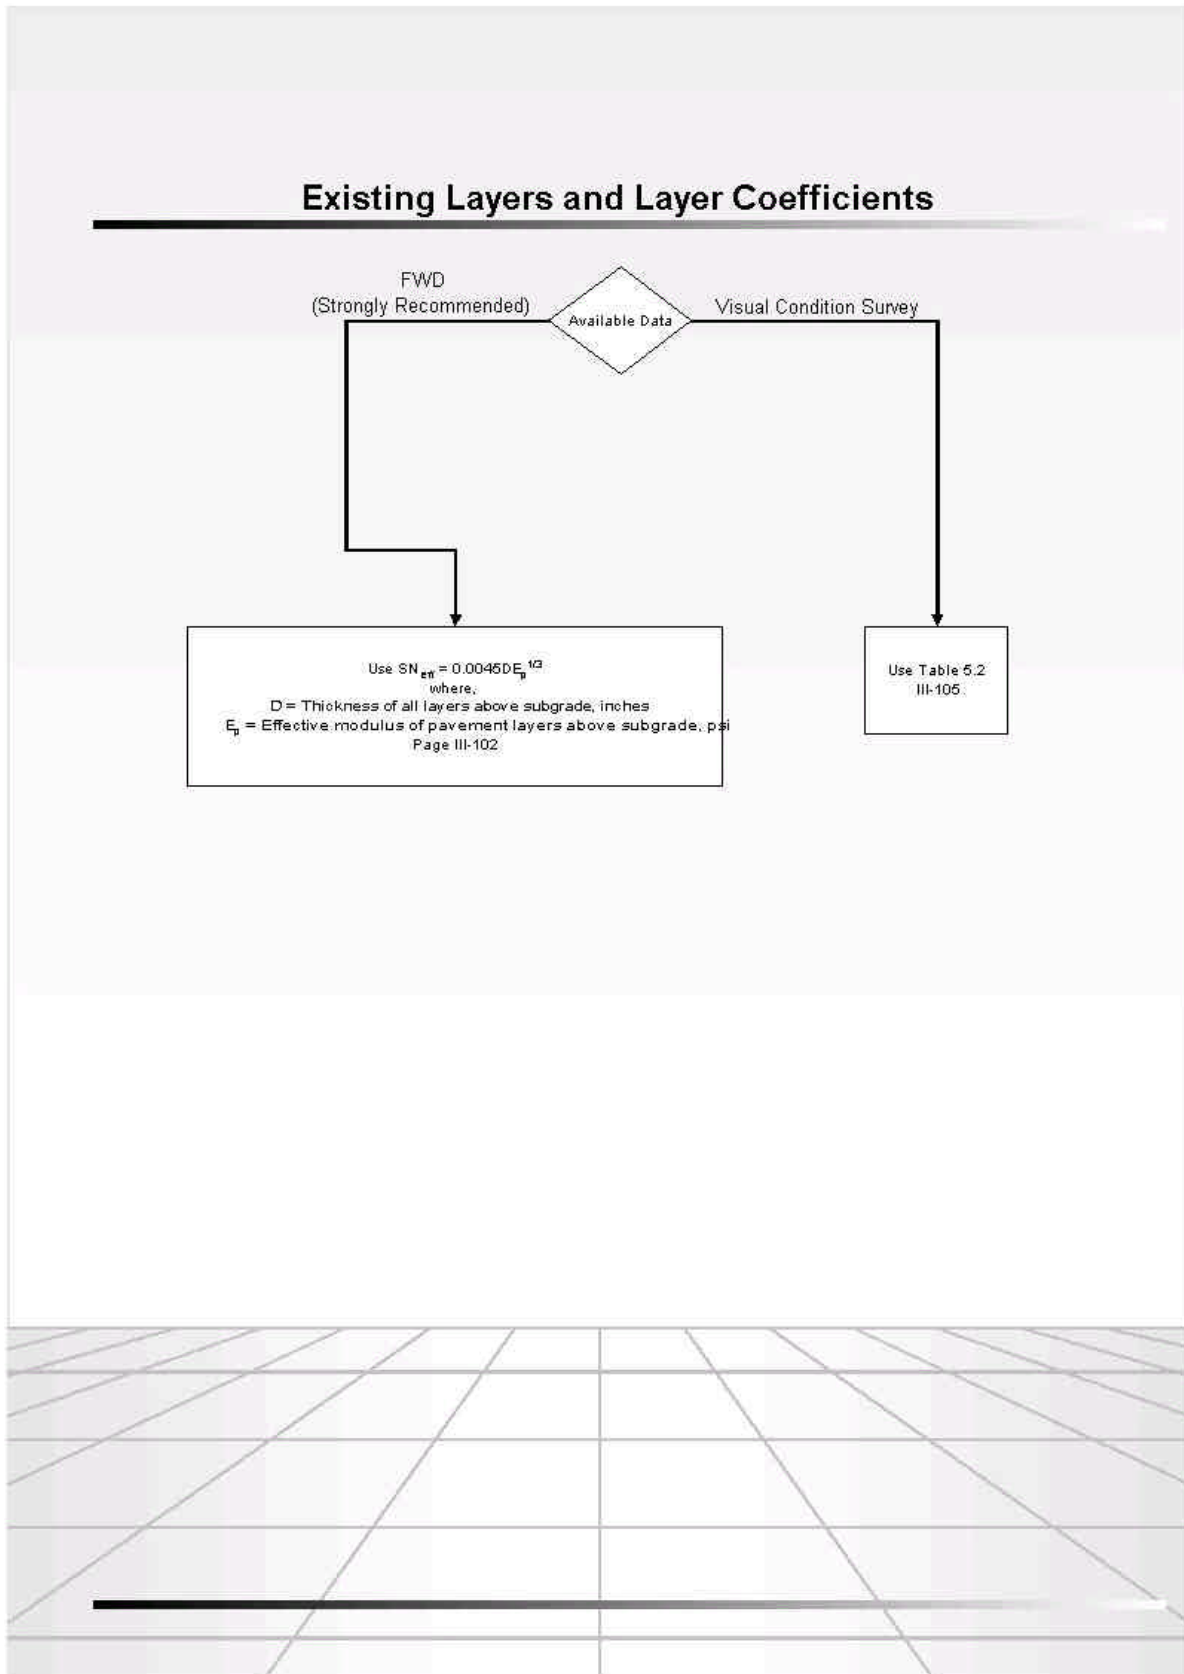 Existing Layers and Layer Coefficients
FWD
(Strongly Recommended)
Available Data
Visual Condition Survey
Use SN eff = 0.0045DEp^1/3
where,
D = Thickness of all layers above subgrade, inches
Ep = Effective modulus of pavement layers above subgrade, psi
Page III-102
Use Table 5.2
III-105